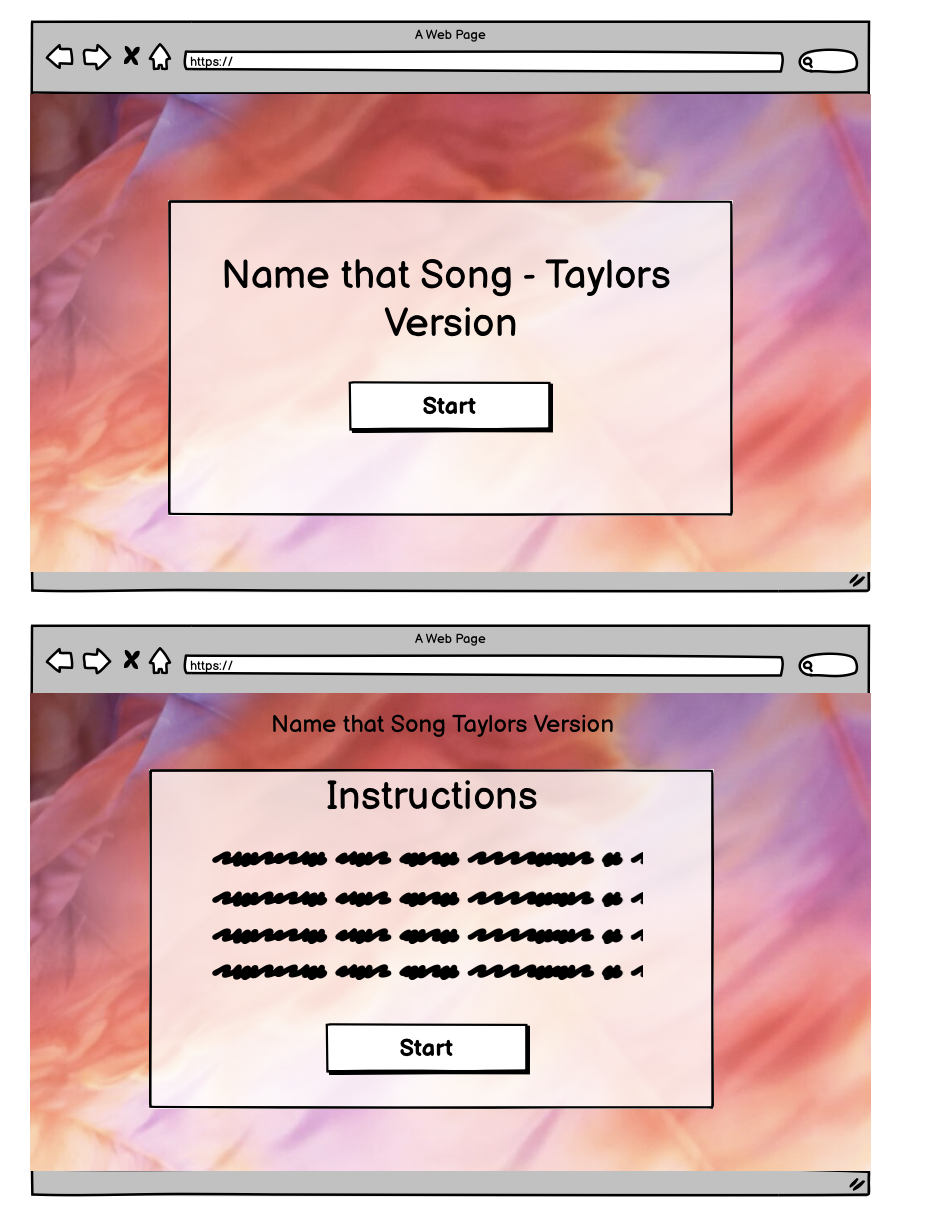 A Web Page
https://
Name that Song - Taylors
Version
Start
A Web Page
https://
Name that Song Taylors Version
Instructions
Start